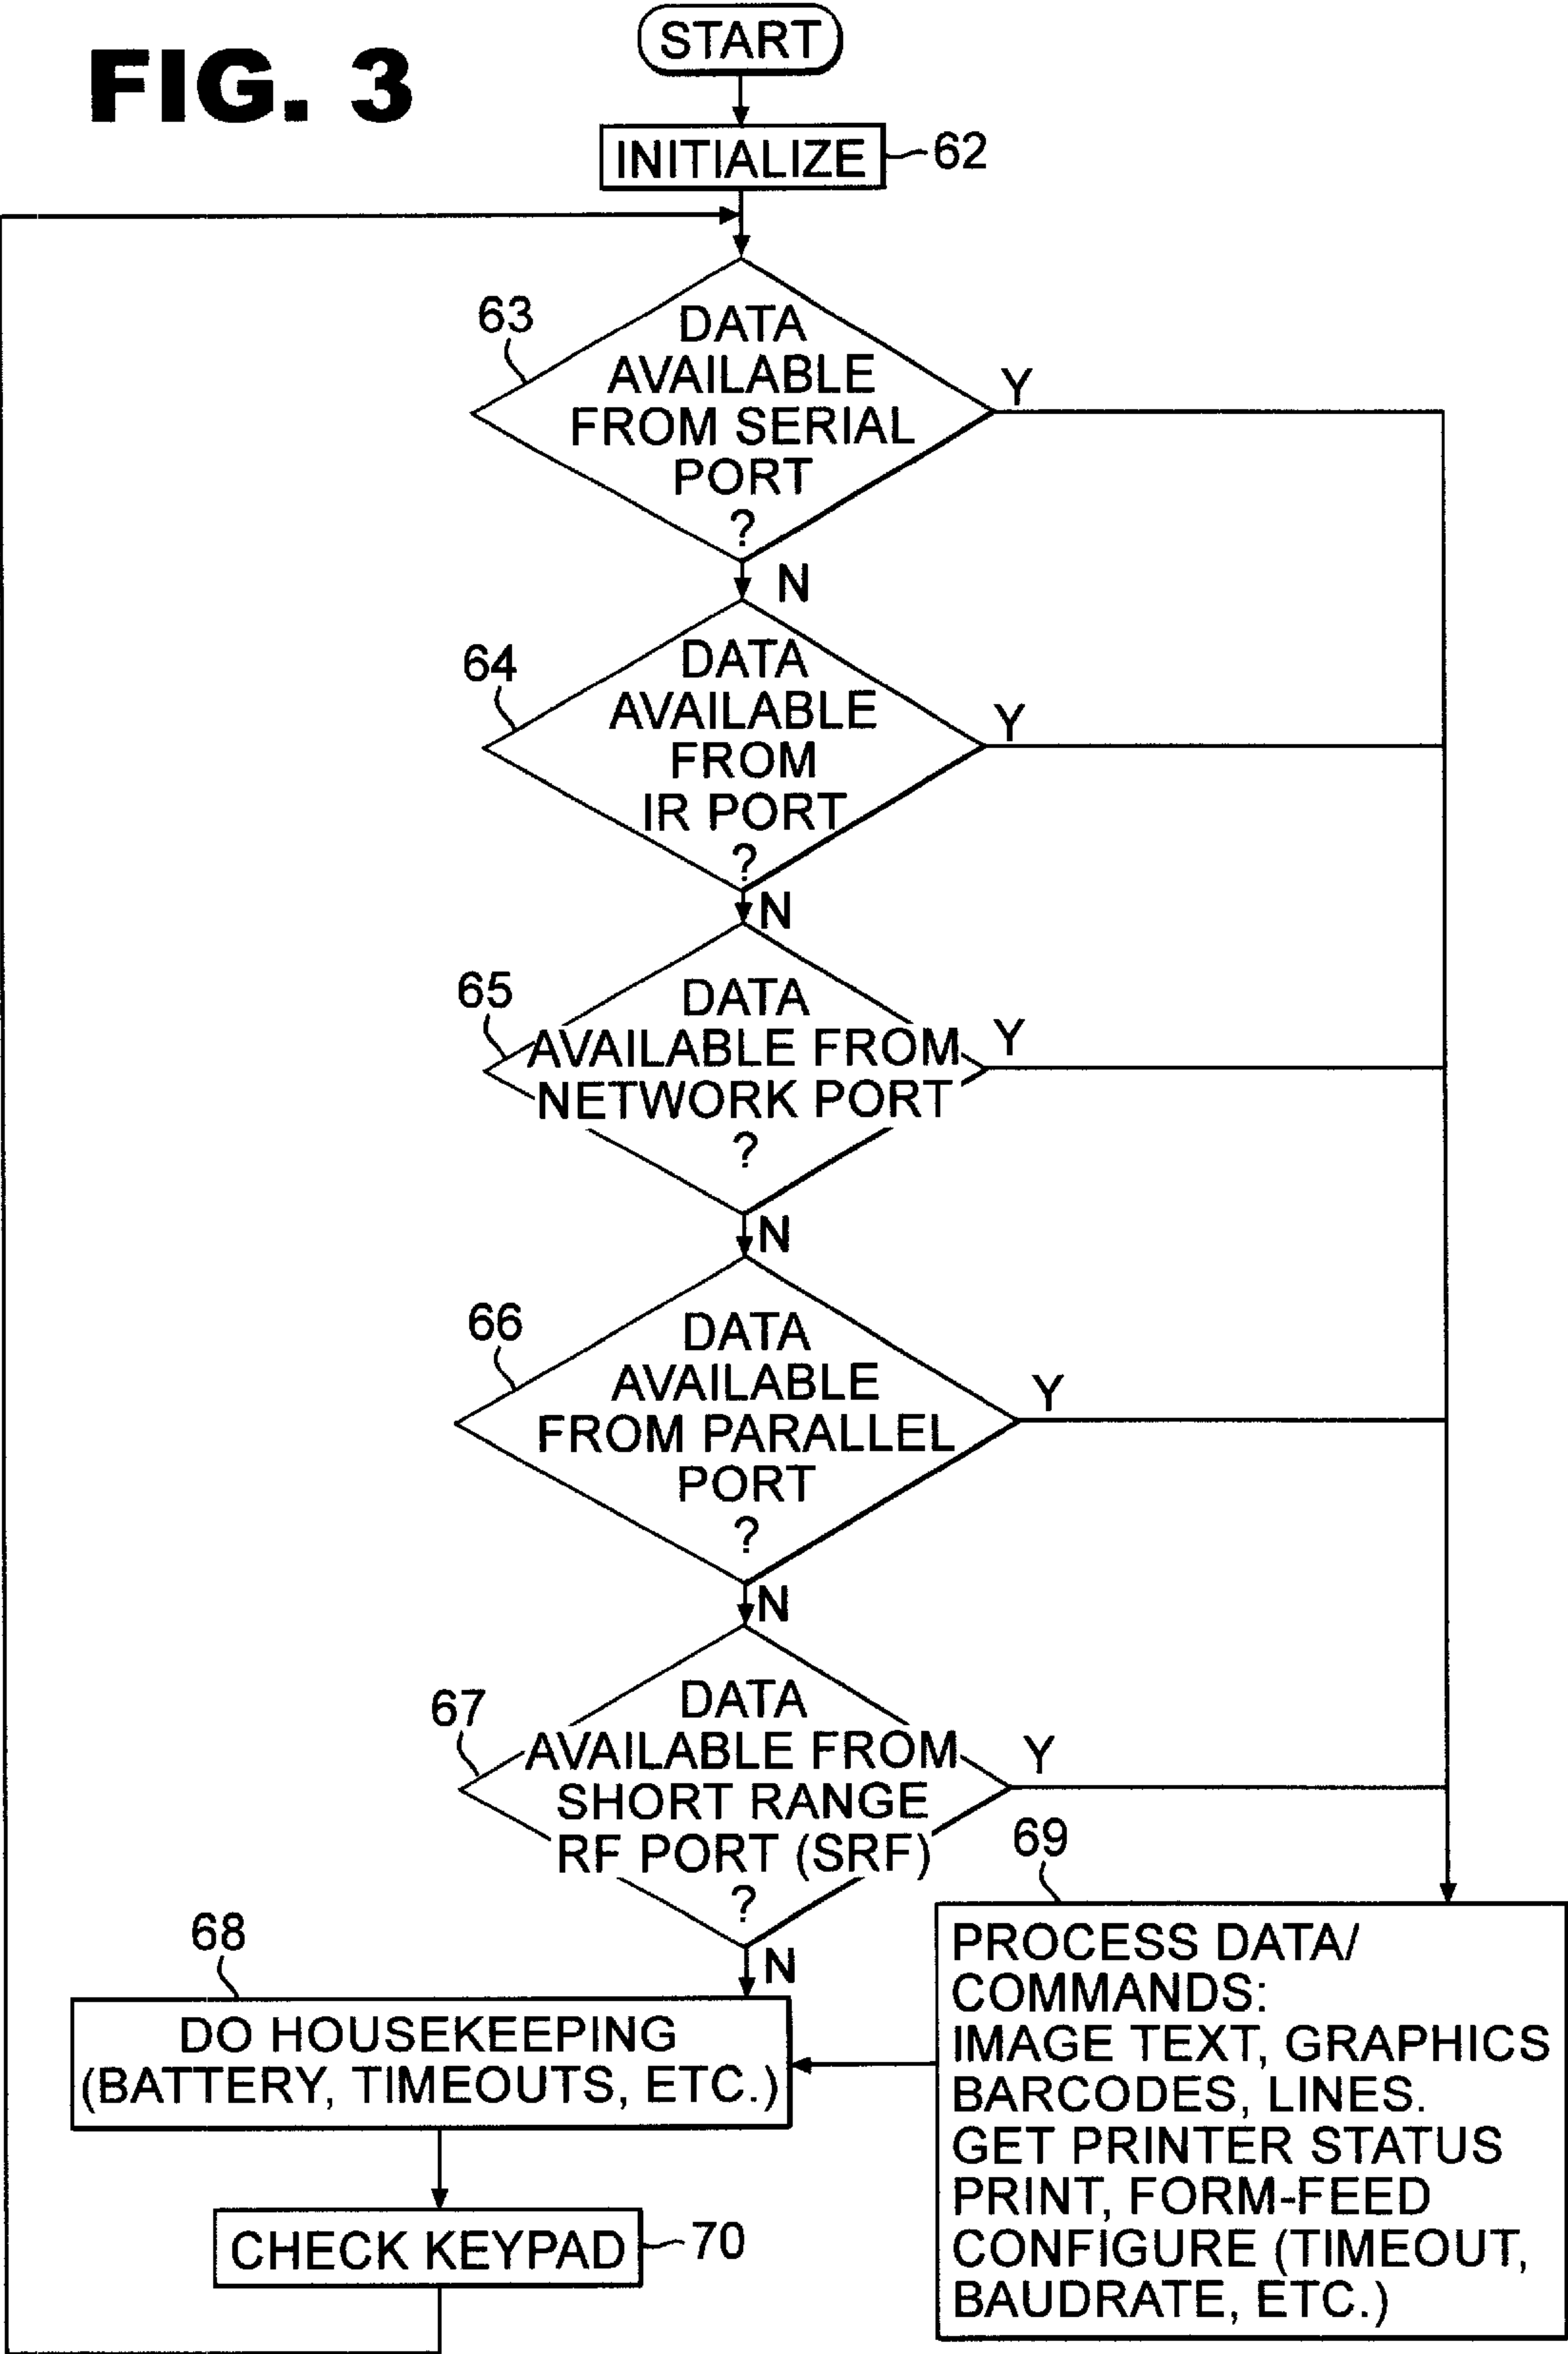 FIG. 3
START
INITIALIZE
62
63
DATA
AVAILABLE
FROM SERIAL
PORT
?
Y
N
64
DATA
AVAILABLE
FROM
IR PORT
?
Y
N
65
DATA
AVAILABLE FROM
NETWORK PORT
?
Y
N
66
DATA
AVAILABLE
FROM PARALLEL
PORT
?
Y
N
67
DATA
AVAILABLE FROM
SHORT RANGE
RF PORT (SRF)
?
Y
N
68
DO HOUSEKEEPING
(BATTERY, TIMEOUTS, ETC.)
69
PROCESS DATA/
COMMANDS:
IMAGE TEXT, GRAPHICS
BARCODES, LINES.
GET PRINTER STATUS
PRINT, FORM-FEED
CONFIGURE (TIMEOUT,
BAUDRATE, ETC.)
CHECK KEYPAD
70